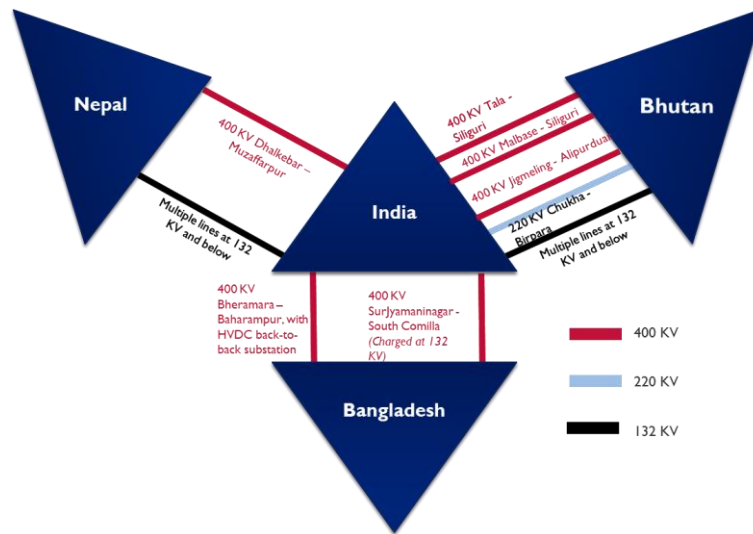 Nepal
Bhutan
India
Bangladesh
400 KV Dhalkebar –
Muzaffarpur
Multiple lines at 132
KV and below
400 KV Tala -
Siliguri
400 KV Malbase - Siliguri
400 KV Jigmeling - Alipurduar
220 KV Chukha -
Birpara
Multiple lines at 132
KV and below
400 KV
Bheramara –
Baharampur, with
HVDC back-to-
back substation
400 KV
SurJyamaninagar -
South Comilla
(Charged at 132
KV)
400 KV
220 KV
132 KV